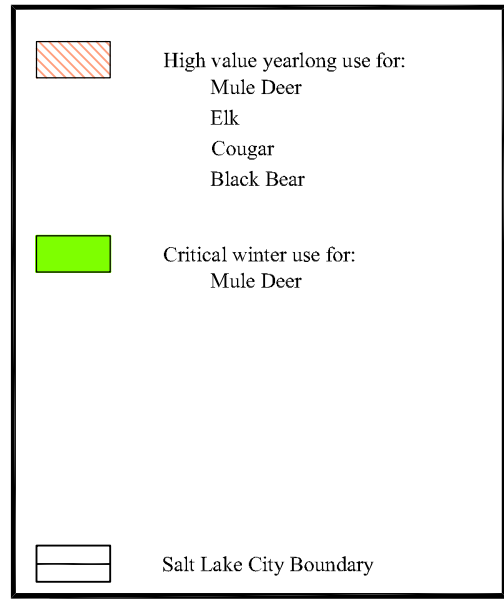 High value yearlong use for:
Mule Deer
Elk
Cougar
Black Bear
Critical winter use for:
Mule Deer
Salt Lake City Boundary